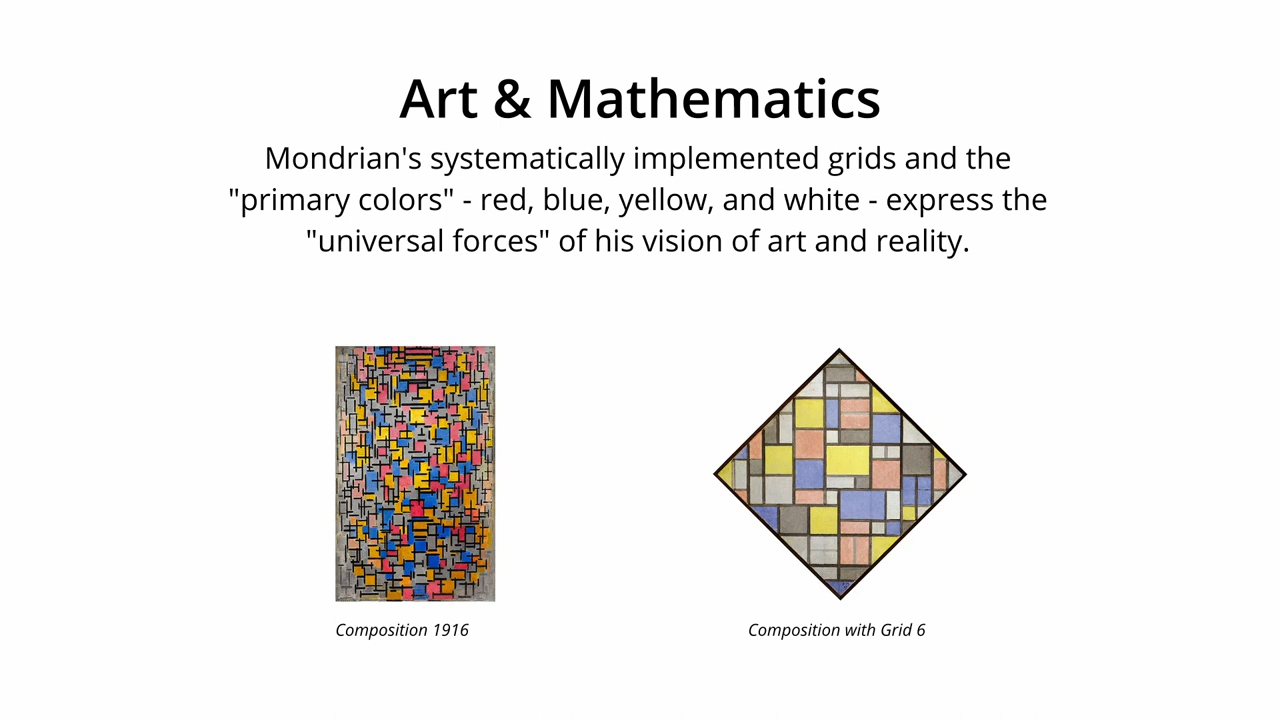 Art & Mathematics
Mondrian's systematically implemented grids and the
"primary colors" - red, blue, yellow, and white - express the
"universal forces" of his vision of art and reality.
Composition 1916
Composition with Grid 6